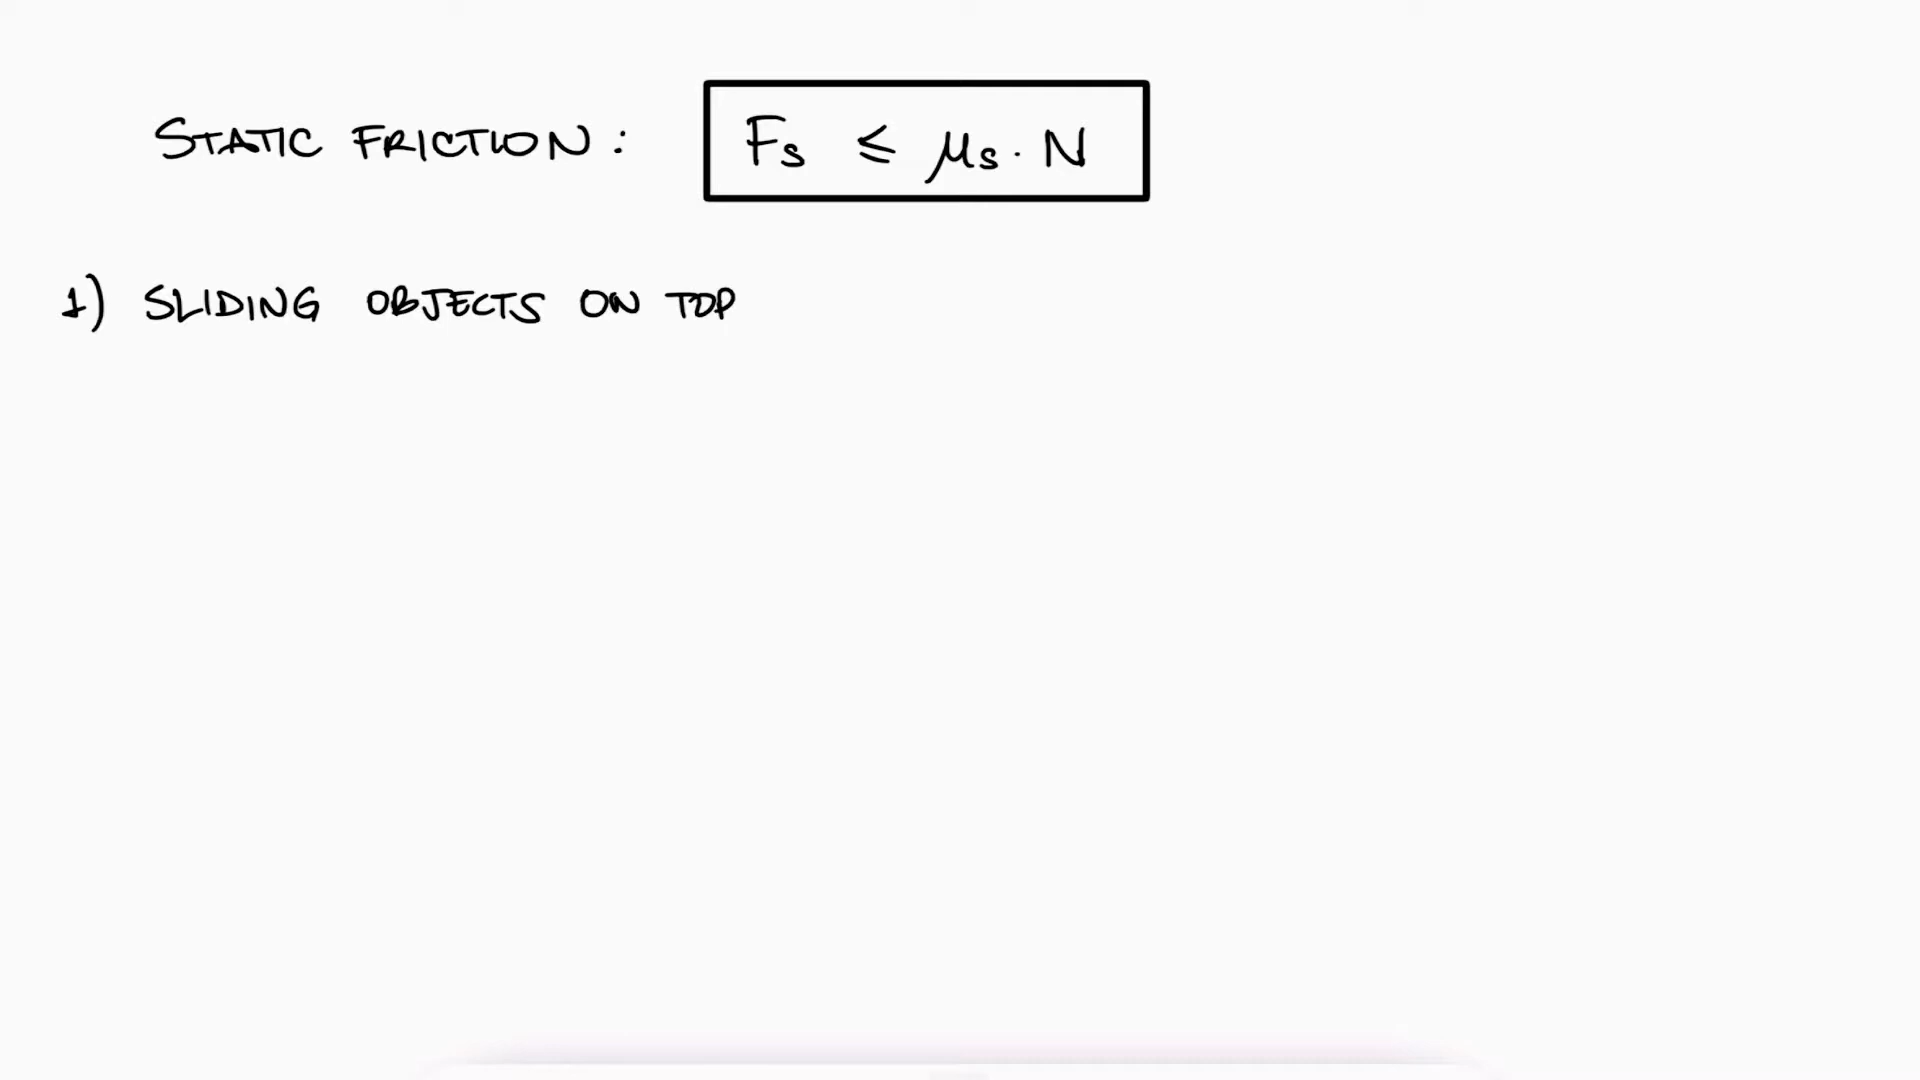 STATIC FRICTION: Fs ≤ μs · N
1) SLIDING OBJECTS ON TOP